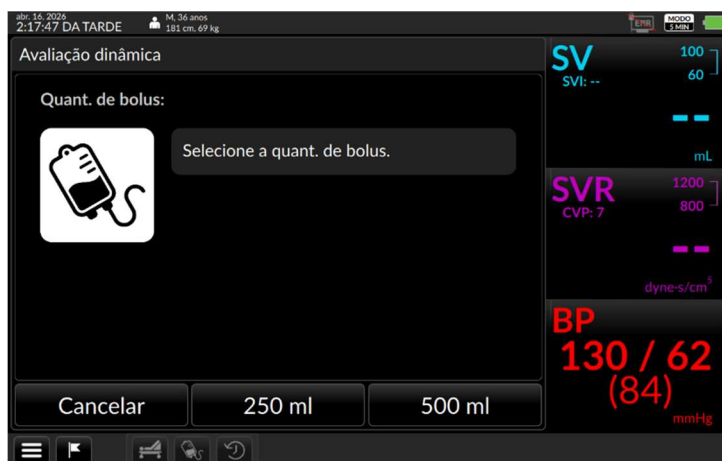 abr. 16, 2026
2:17:47 DA TARDE
M, 36 anos
181 cm, 69 kg
EMR
MODO
5 MIN
Avaliação dinâmica
Quant. de bolus:
Selecione a quant. de bolus.
Cancelar
250 ml
500 ml
SV
SVI: --
100
60
--
mL
SVR
CVP: 7
1200
800
--
dyne-s/cm⁵
BP
130 / 62
(84)
mmHg